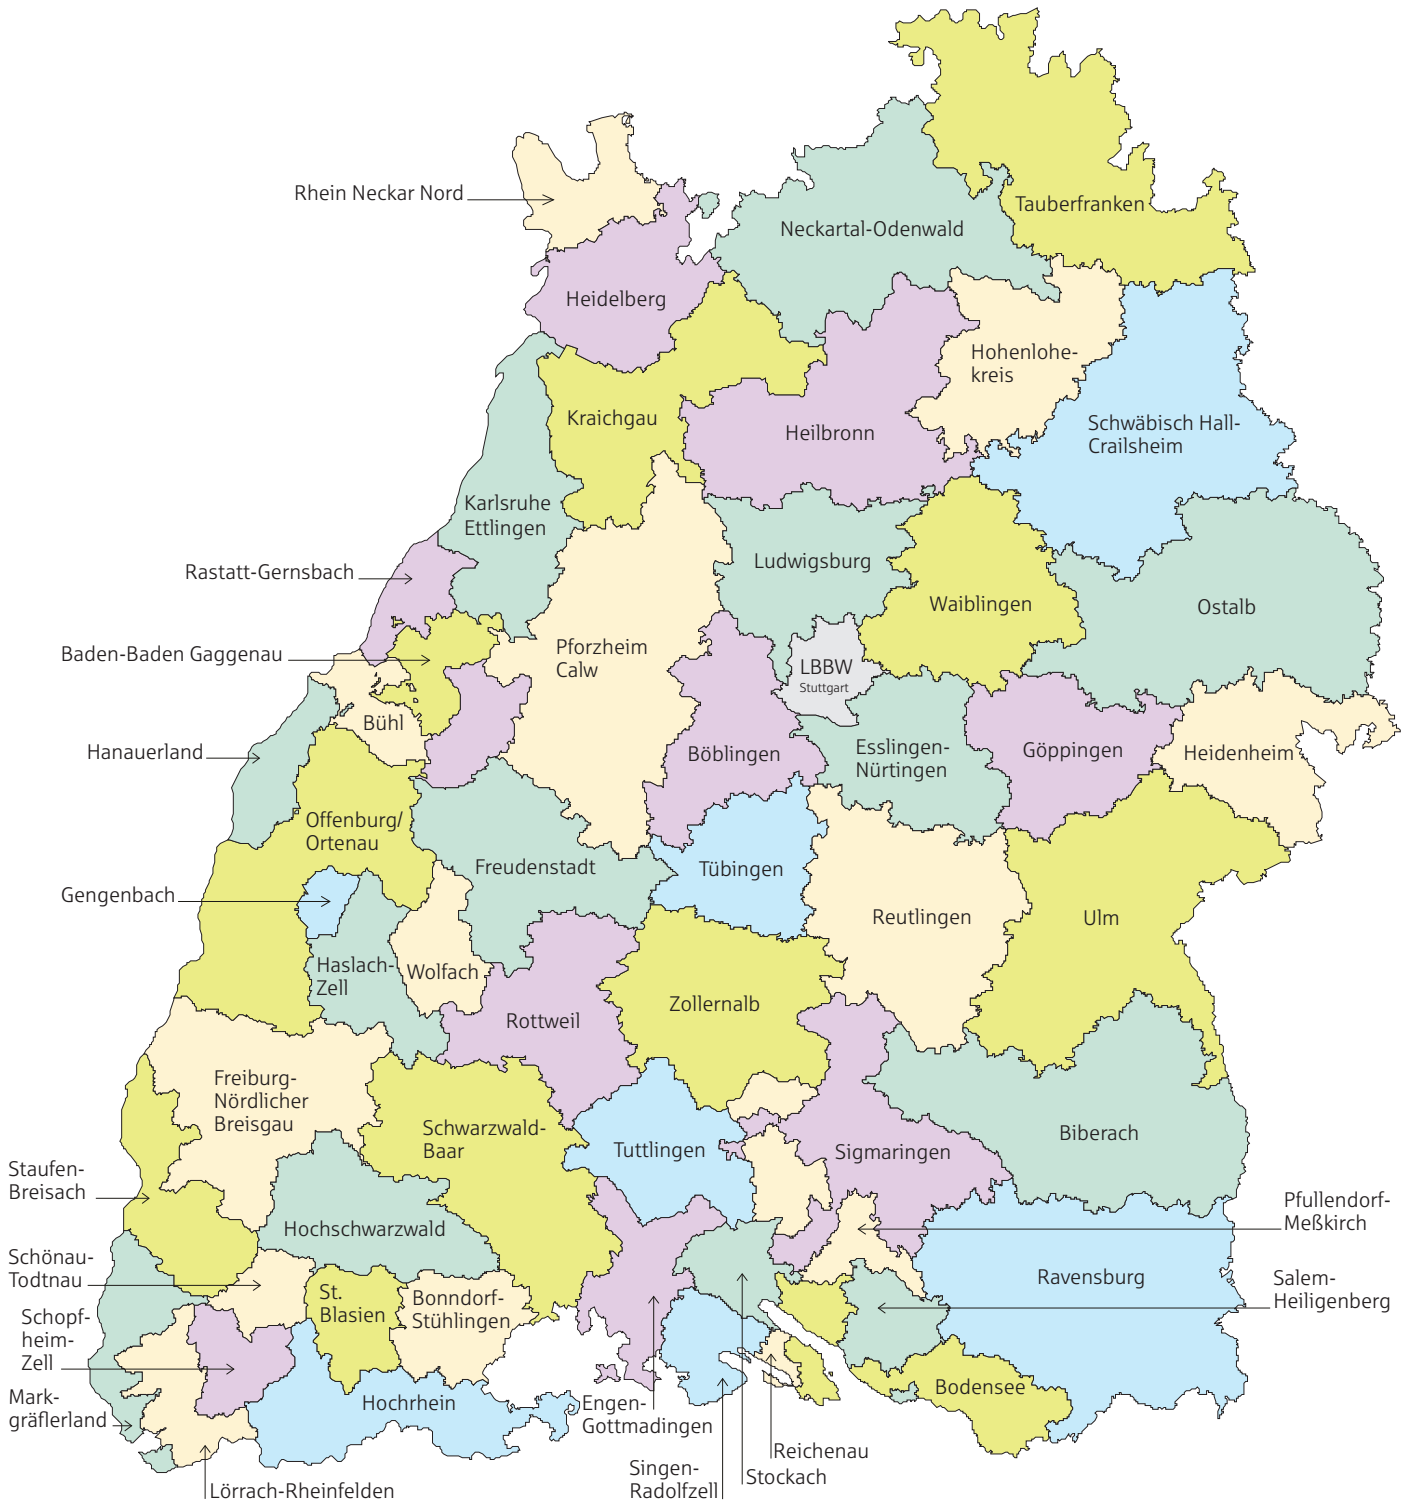 Rhein Neckar Nord
Tauberfranken
Neckartal-Odenwald
Heidelberg
Hohenlohe-
kreis
Kraichgau
Heilbronn
Schwäbisch Hall-
Crailsheim
Karlsruhe
Ettlingen
Ludwigsburg
Rastatt-Gernsbach
Waiblingen
Ostalb
Baden-Baden Gaggenau
Pforzheim
Calw
LBBW
Stuttgart
Bühl
Hanauerland
Böblingen
Esslingen-
Nürtingen
Göppingen
Heidenheim
Offenburg/
Ortenau
Freudenstadt
Tübingen
Gengenbach
Reutlingen
Ulm
Haslach-
Zell
Wolfach
Rottweil
Zollernalb
Freiburg-
Nördlicher
Breisgau
Schwarzwald-
Baar
Tuttlingen
Sigmaringen
Biberach
Staufen-
Breisach
Pfullendorf-
Meßkirch
Hochschwarzwald
Schönau-
Todtnau
Ravensburg
Salem-
Heiligenberg
St.
Blasien
Bonndorf-
Stühlingen
Schopf-
heim-
Zell
Bodensee
Mark-
gräflerland
Hochrhein
Engen-
Gottmadingen
Reichenau
Singen-
Radolfzell
Stockach
Lörrach-Rheinfelden